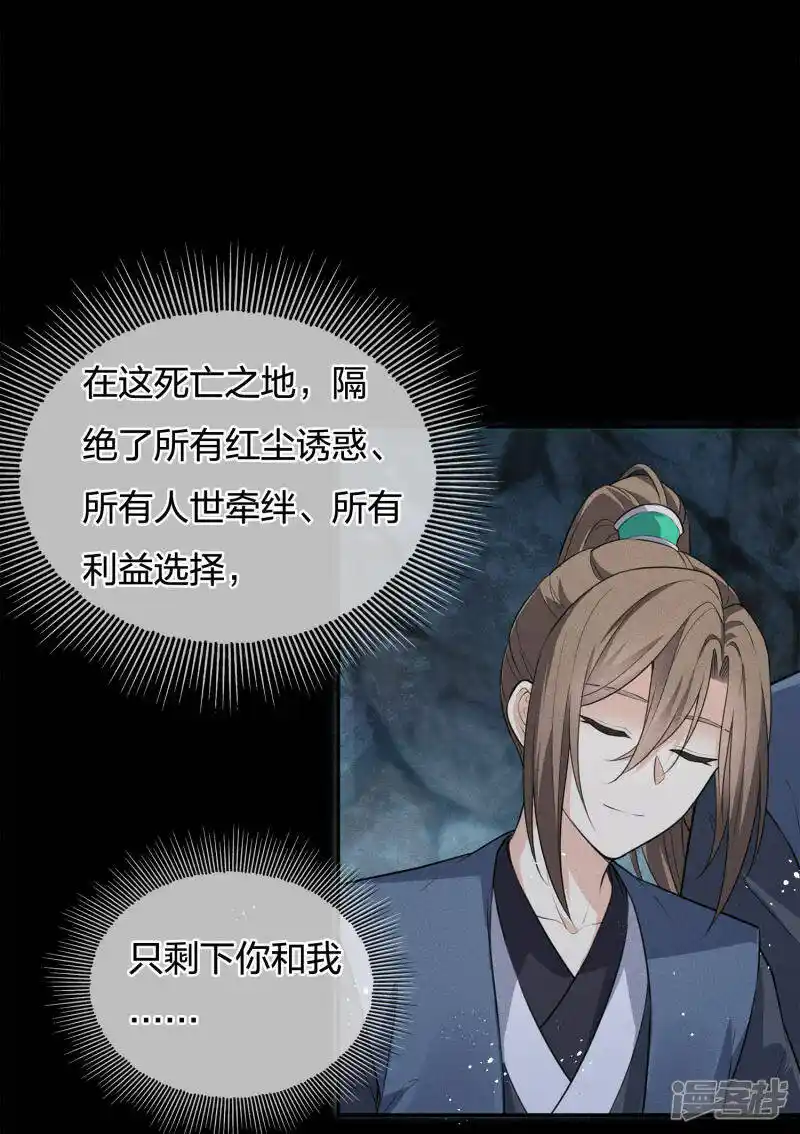 在这死亡之地，隔
绝了所有红尘诱惑、
所有人世牵绊、所有
利益选择，
只剩下你和我
……
漫客栈